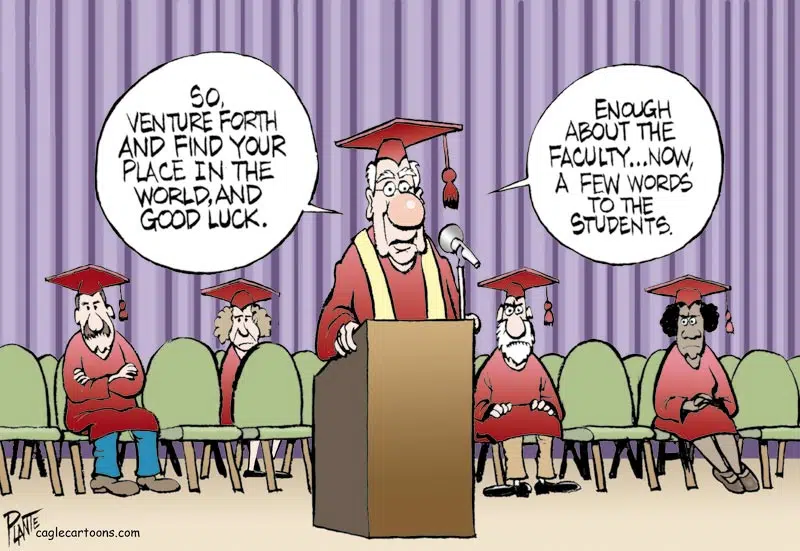 SO,
VENTURE FORTH
AND FIND YOUR
PLACE IN THE
WORLD, AND
GOOD LUCK.
ENOUGH
ABOUT THE
FACULTY...NOW,
A FEW WORDS
TO THE
STUDENTS.
PLANTE
caglecartoons.com